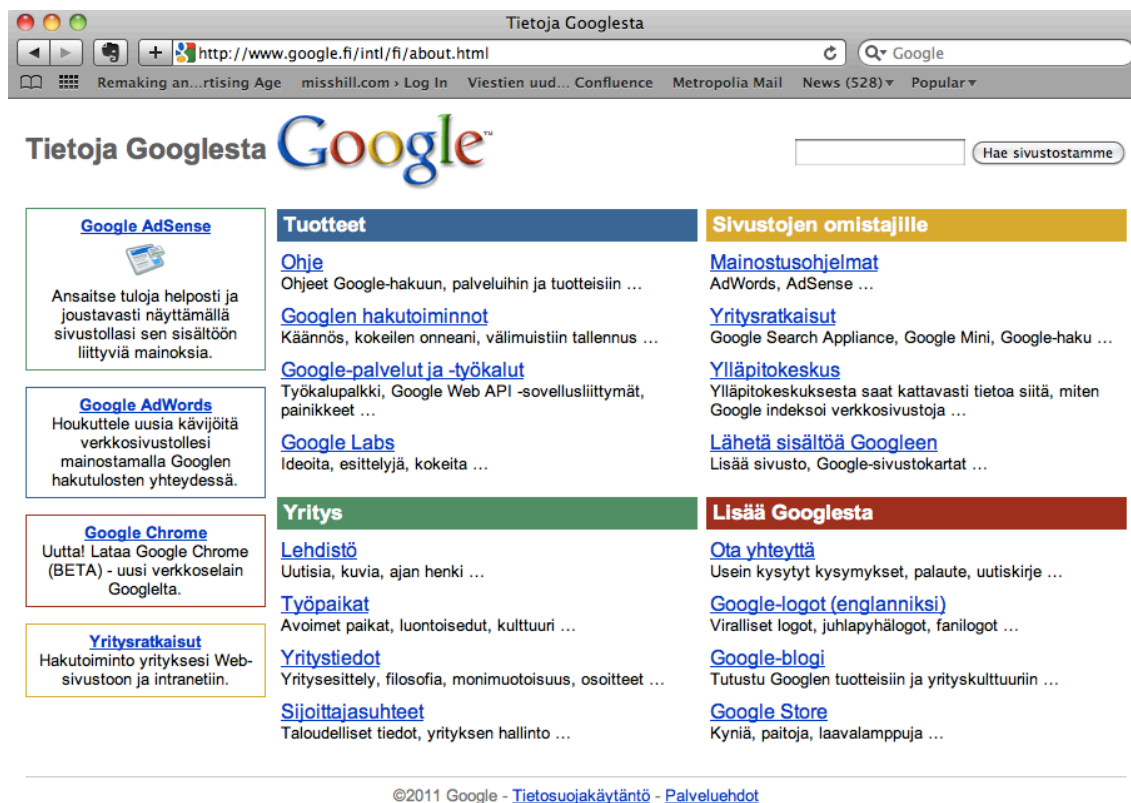 Tietoja Googlesta
http://www.google.fi/intl/fi/about.html
Google
Remaking an...rtising Age misshill.com › Log In Viestien uud... Confluence Metropolia Mail News (528) Popular
Tietoja Googlesta Google™
Hae sivustostamme
Google AdSense
Ansaitse tuloja helposti ja
joustavasti näyttämällä
sivustollasi sen sisältöön
liittyviä mainoksia.
Google AdWords
Houkuttele uusia kävijöitä
verkkosivustollesi
mainostamalla Googlen
hakutulosten yhteydessä.
Google Chrome
Uutta! Lataa Google Chrome
(BETA) - uusi verkkoselain
Googlelta.
Yritysratkaisut
Hakutoiminto yrityksesi Web-
sivustoon ja intranetiin.
Tuotteet
Ohje
Ohjeet Google-hakuun, palveluihin ja tuotteisiin ...
Googlen hakutoiminnot
Käännös, kokeilen onneani, välimuistiin tallennus ...
Google-palvelut ja -työkalut
Työkalupalkki, Google Web API -sovellusliittymät,
painikkeet ...
Google Labs
Ideoita, esittelyjä, kokeita ...
Sivustojen omistajille
Mainostusohjelmat
AdWords, AdSense ...
Yritysratkaisut
Google Search Appliance, Google Mini, Google-haku ...
Ylläpitokeskus
Ylläpitokeskuksesta saat kattavasti tietoa siitä, miten
Google indeksoi verkkosivustoja ...
Lähetä sisältöä Googleen
Lisää sivusto, Google-sivustokartat ...
Yritys
Lehdistö
Uutisia, kuvia, ajan henki ...
Työpaikat
Avoimet paikat, luontoisedut, kulttuuri ...
Yritystiedot
Yritysesittely, filosofia, monimuotoisuus, osoitteet ...
Sijoittajasuhteet
Taloudelliset tiedot, yrityksen hallinto ...
Lisää Googlesta
Ota yhteyttä
Usein kysytyt kysymykset, palaute, uutiskirje ...
Google-logot (englanniksi)
Viralliset logot, juhlapyhälogot, fanilogot ...
Google-blogi
Tutustu Googlen tuotteisiin ja yrityskulttuuriin ...
Google Store
Kyniä, paitoja, laavalamppuja ...
©2011 Google - Tietosuojakäytäntö - Palveluehdot